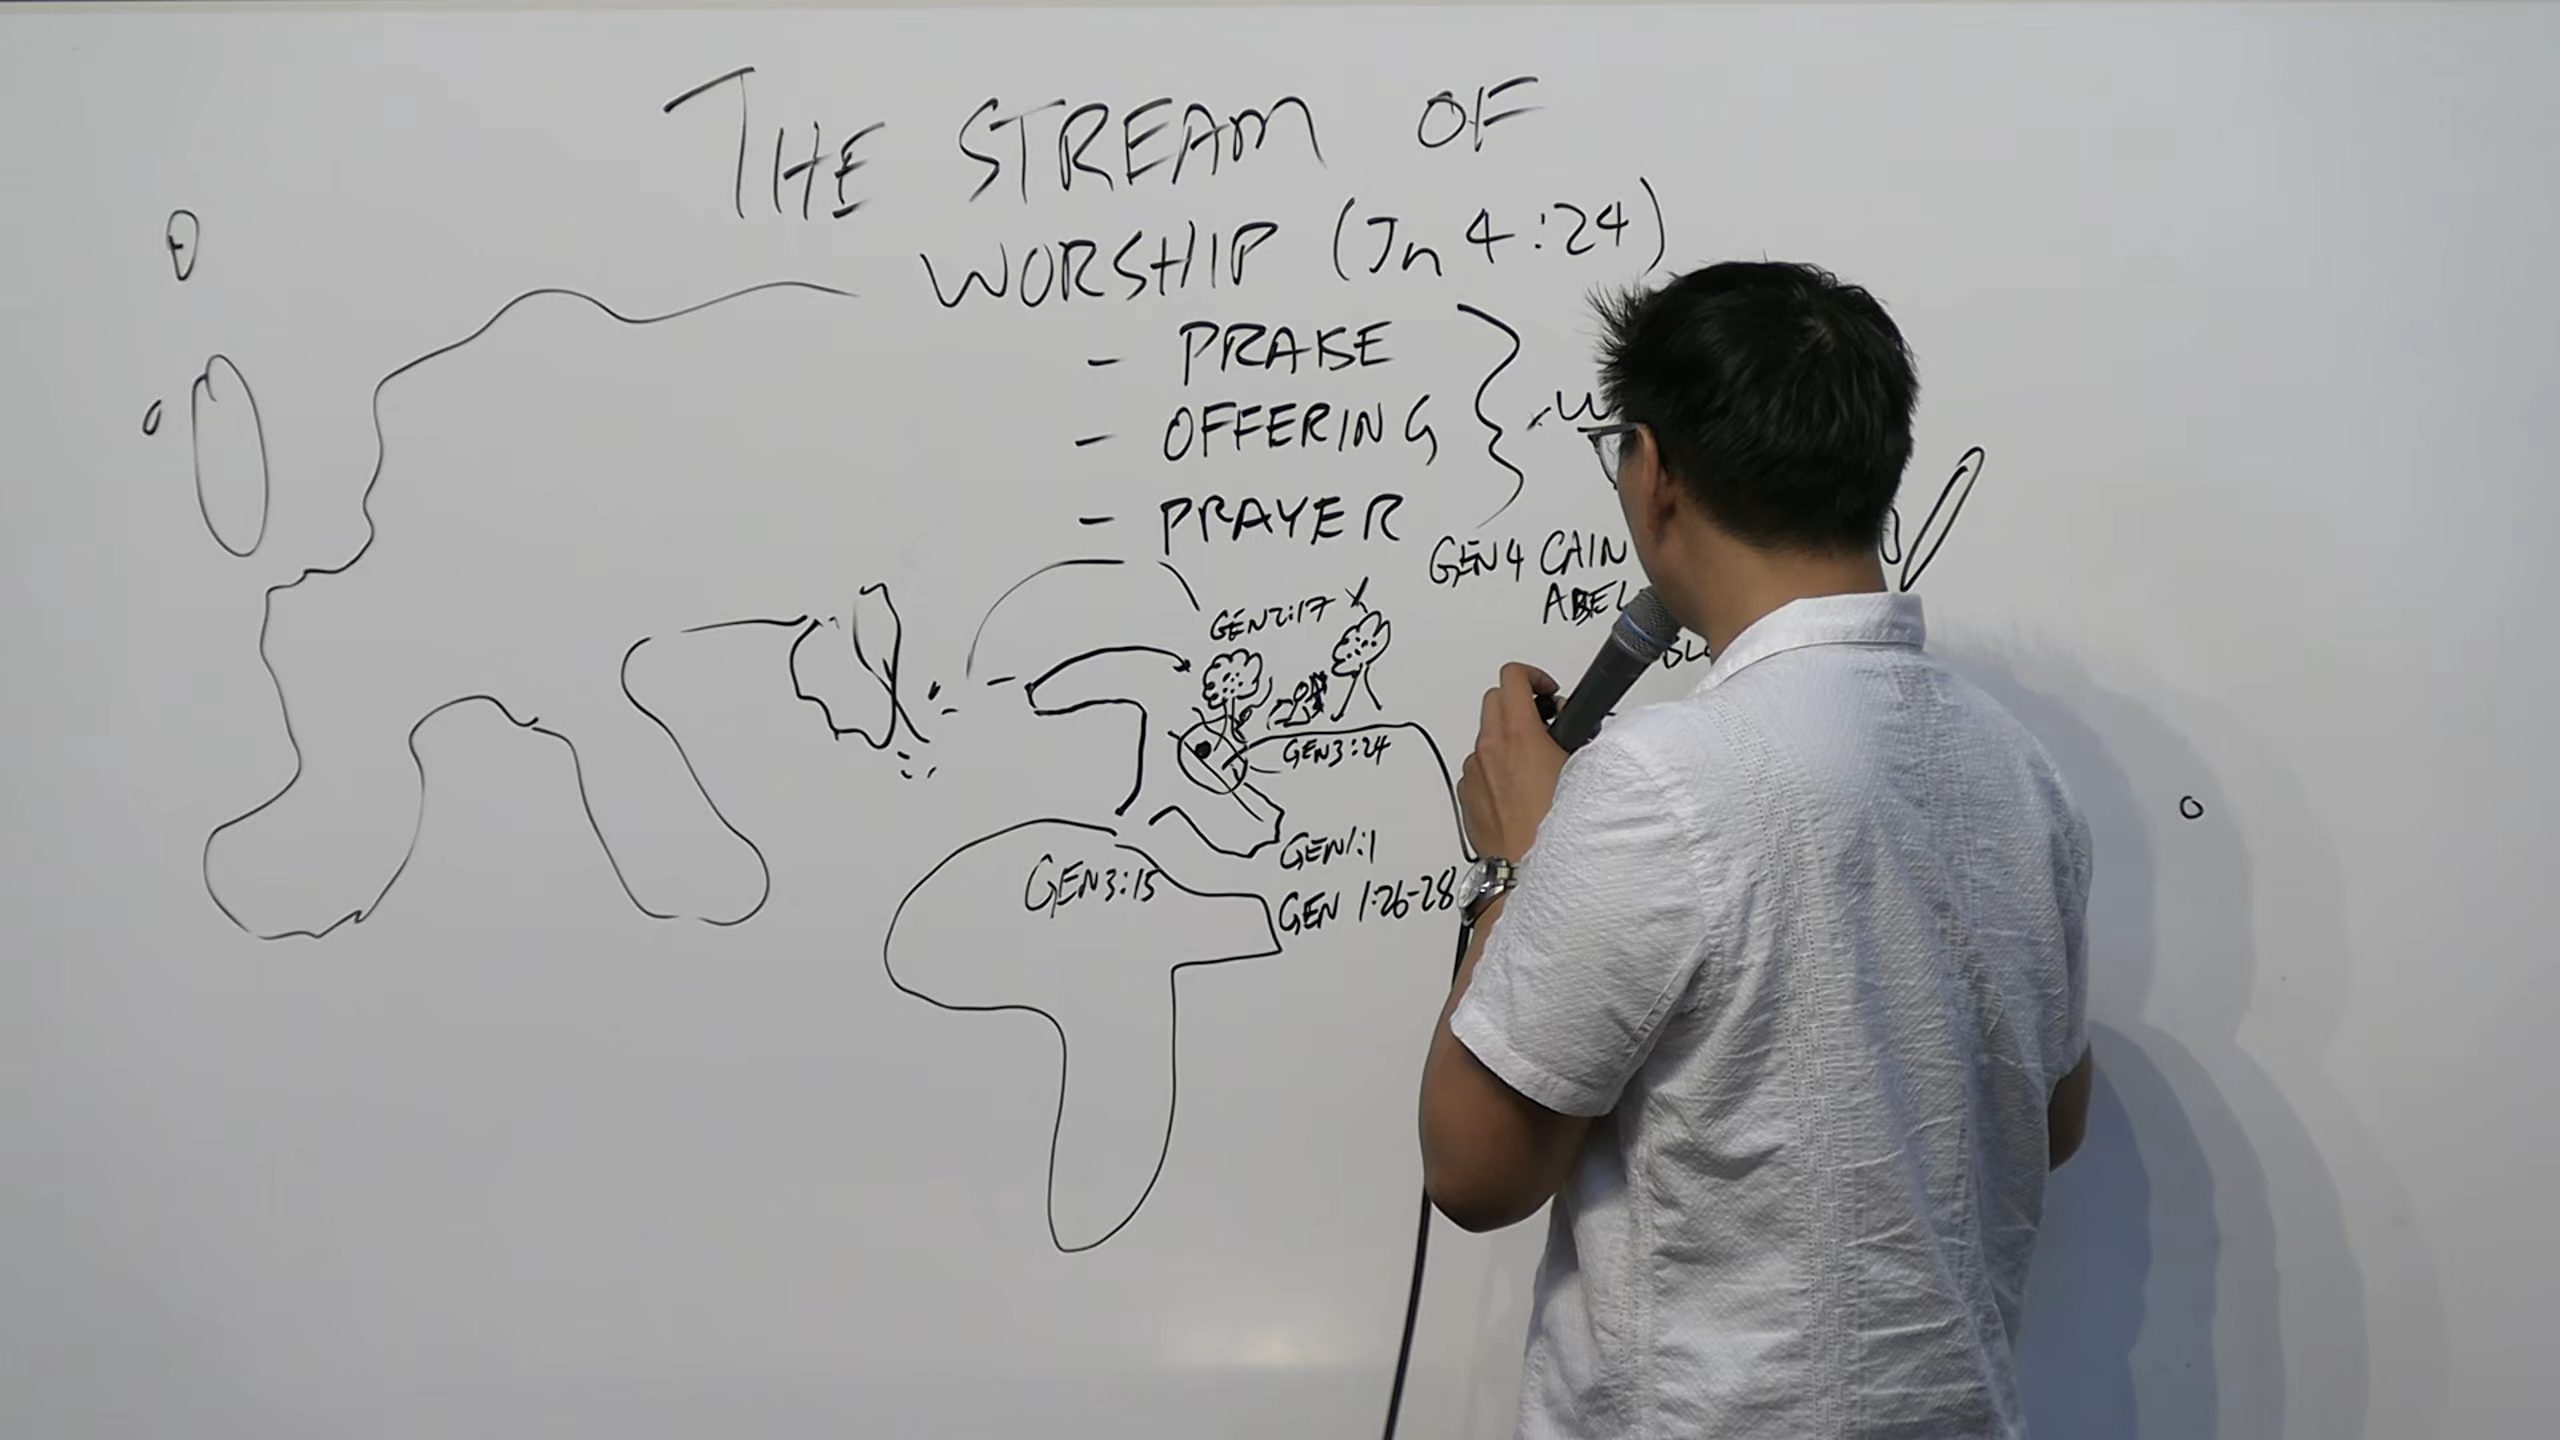 THE STREAM OF
WORSHIP (Jn 4:24)
- PRAISE
- OFFERING
- PRAYER
GEN 4 CAIN
ABEL
GEN 2:17 X
GEN 3:24
GEN 1:1
GEN 3:15
GEN 1:26-28